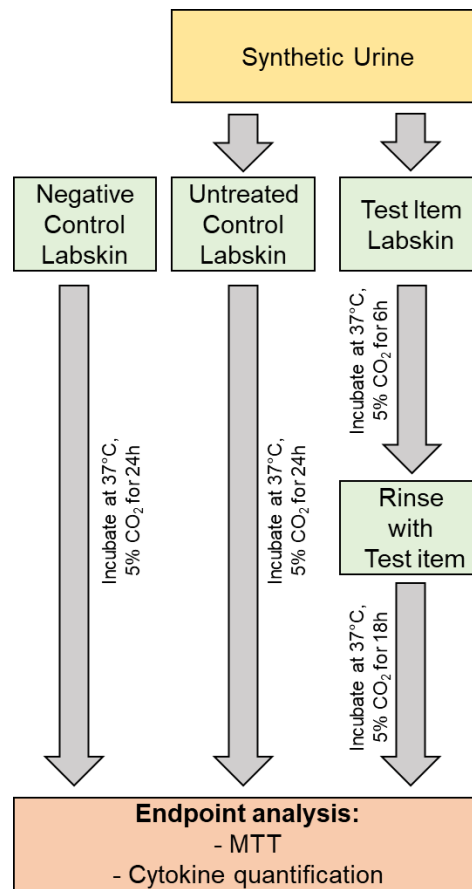 Synthetic Urine
Negative
Control
Labskin
Untreated
Control
Labskin
Test Item
Labskin
Incubate at 37°C,
5% CO₂ for 6h
Incubate at 37°C,
5% CO₂ for 24h
Incubate at 37°C,
5% CO₂ for 24h
Rinse
with
Test item
Incubate at 37°C,
5% CO₂ for 18h
Endpoint analysis:
- MTT
- Cytokine quantification